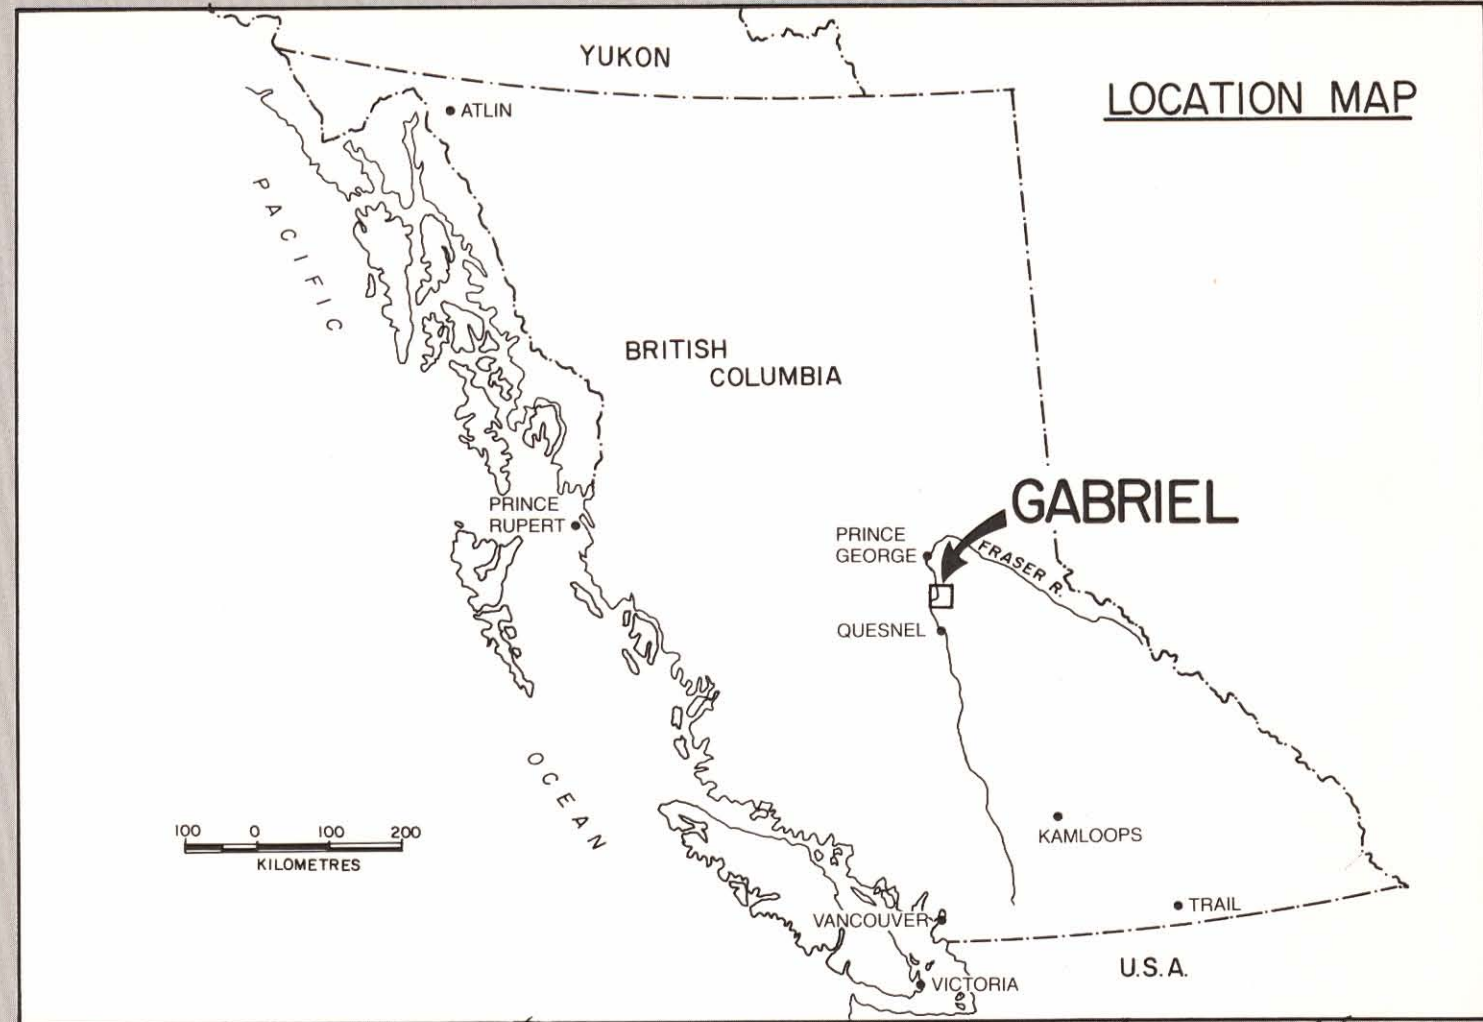 YUKON
LOCATION MAP
ATLIN
PACIFIC
BRITISH
COLUMBIA
GABRIEL
PRINCE
RUPERT
PRINCE
GEORGE
FRASER R.
QUESNEL
OCEAN
100 0 100 200
KILOMETRES
KAMLOOPS
TRAIL
VANCOUVER
U.S.A.
VICTORIA